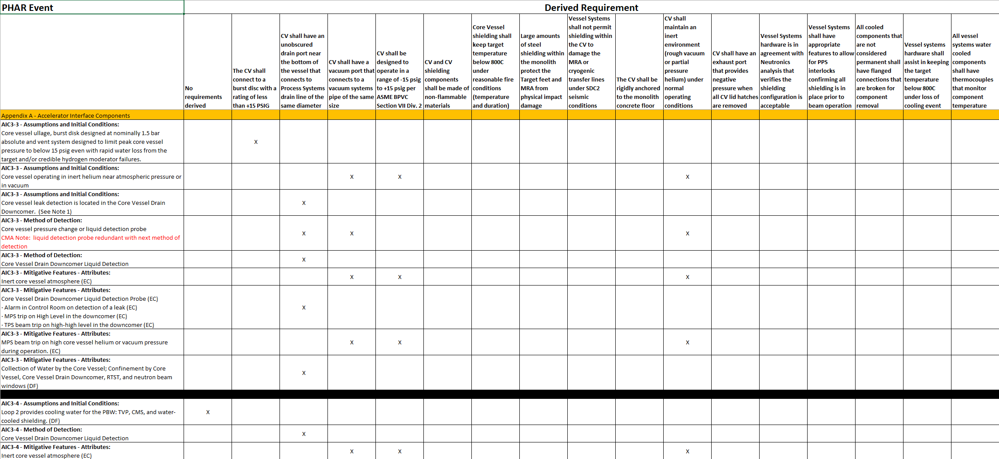 PHAR Event
Derived Requirement
No
requirements
derived
The CV shall
connect to a
burst disc with a
rating of less
than +15 PSIG
CV shall have an
unobscured
drain port near
the bottom of
the vessel that
connects to
Process Systems
drain line of the
same diameter
CV shall have a
vacuum port that
connects to a
vacuum systems
pipe of the same
size
CV shall be
designed to
operate in a
range of -15 psig
to +15 psig per
ASME BPVC
Section VII Div. 2
CV and CV
shielding
components
shall be made of
non-flammable
materials
Core Vessel
shielding shall
keep target
temperature
below 800C
under
reasonable fire
conditions
(temperature
and duration)
Large amounts
of steel
shielding within
the monolith
protect the
Target feet and
MRA from
physical impact
damage
Vessel Systems
shall not permit
shielding within
the CV to
damage the
MRA or
cryogenic
transfer lines
under SDC2
seismic
conditions
The CV shall be
rigidly anchored
to the monolith
concrete floor
CV shall
maintain an
inert
environment
(rough vacuum
or partial
pressure
helium) under
normal
operating
conditions
CV shall have an
exhaust port
that provides
negative
pressure when
all CV lid hatches
are removed
Vessel Systems
hardware is in
agreement with
Neutronics
analysis that
verifies the
shielding
configuration is
acceptable
Vessel Systems
shall have
appropriate
features to allow
for PPS
interlocks
confirming all
shielding is in
place prior to
beam operation
All cooled
components that
are not
considered
permanent shall
have flanged
connections that
are broken for
component
removal
Vessel systems
hardware shall
assist in keeping
the target
temperature
below 800C
under loss of
cooling event
All vessel
systems water
cooled
components
shall have
thermocouples
that monitor
component
temperature
Appendix A - Accelerator Interface Components
AIC3-3 - Assumptions and Initial Conditions:
Core vessel ullage, burst disk designed at nominally 1.5 bar
absolute and vent system designed to limit peak core vessel
pressure to below 15 psig even with rapid water loss from the
target and/or credible hydrogen moderator failures.
X
AIC3-3 - Assumptions and Initial Conditions:
Core vessel operating in inert helium near atmospheric pressure or
in vacuum
X X X
AIC3-3 - Assumptions and Initial Conditions:
Core vessel leak detection is located in the Core Vessel Drain
Downcomer.  (See Note 1)
X
AIC3-3 - Method of Detection:
Core vessel pressure change or liquid detection probe
CMA Note:  liquid detection probe redundant with next method of
detection
X X X
AIC3-3 - Method of Detection:
Core Vessel Drain Downcomer Liquid Detection
X
AIC3-3 - Mitigative Features - Attributes:
Inert core vessel atmosphere (EC)
X X X
AIC3-3 - Mitigative Features - Attributes:
Core Vessel Drain Downcomer Liquid Detection Probe (EC)
· Alarm in Control Room on detection of a leak (EC)
· MPS trip on High Level in the downcomer (EC)
· TPS beam trip on high-high level in the downcomer (EC)
X
AIC3-3 - Mitigative Features - Attributes:
MPS beam trip on high core vessel helium or vacuum pressure
during operation. (EC)
X X X
AIC3-3 - Mitigative Features - Attributes:
Collection of Water by the Core Vessel; Confinement by Core
Vessel, Core Vessel Drain Downcomer, RTST, and neutron beam
windows (DF)
X
AIC3-4 - Assumptions and Initial Conditions:
Loop 2 provides cooling water for the PBW: TVP, CMS, and water-
cooled shielding. (DF)
X
AIC3-4 - Method of Detection:
Core Vessel Drain Downcomer Liquid Detection
X
AIC3-4 - Mitigative Features - Attributes:
Inert core vessel atmosphere (EC)
X X X